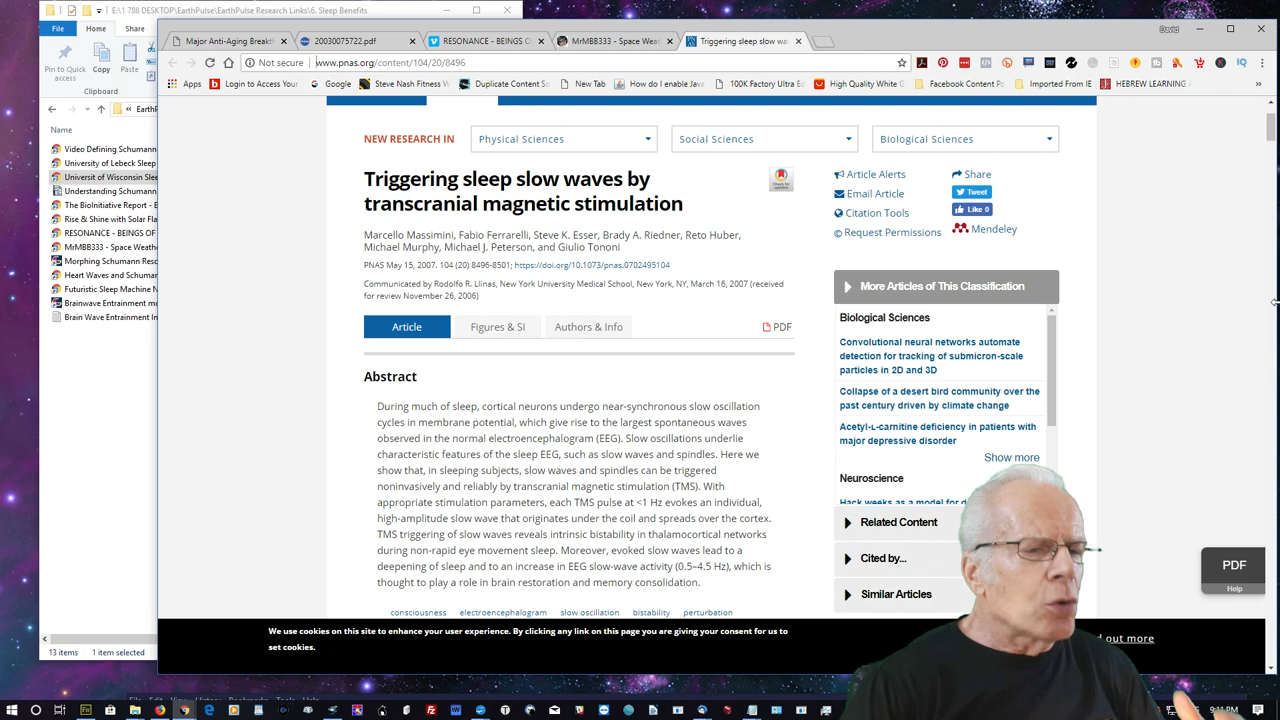 E:\1 788 DESKTOP\EarthPulse\EarthPulse Research Links\6. Sleep Benefits
File
Home
Share
Pin to Quick
access
Copy
Paste
Clipboard
EarthP
Name
Video Defining Schumann
University of Lebeck Sleep
Universit of Wisconsin Slee
Understanding Schumann
The BioInitiative Report - E
Rise & Shine with Solar Fla
RESONANCE - BEINGS OF
MrMBB333 - Space Weathe
Morphing Schumann Reso
Heart Waves and Schuman
Futuristic Sleep Machine N
Brainwave Entrainment mo
Brain Wave Entrainment In
13 items
1 item selected
Major Anti-Aging Breakth
20030075722.pdf
RESONANCE - BEINGS OF
MrMBB333 - Space Weat
Triggering sleep slow wav
David
Not secure
www.pnas.org/content/104/20/8496
Apps
Login to Access Your
Google
Steve Nash Fitness W
Duplicate Content Sc
New Tab
How do I enable Java
100K Factory Ultra Ed
High Quality White G
Facebook Content Po
Imported From IE
HEBREW LEARNING -
NEW RESEARCH IN
Physical Sciences
Social Sciences
Biological Sciences
Triggering sleep slow waves by
transcranial magnetic stimulation
Marcello Massimini, Fabio Ferrarelli, Steve K. Esser, Brady A. Riedner, Reto Huber,
Michael Murphy, Michael J. Peterson, and Giulio Tononi
PNAS May 15, 2007. 104 (20) 8496-8501; https://doi.org/10.1073/pnas.0702495104
Communicated by Rodolfo R. Llinas, New York University Medical School, New York, NY, March 16, 2007 (received
for review November 26, 2006)
Article
Figures & SI
Authors & Info
PDF
Abstract
During much of sleep, cortical neurons undergo near-synchronous slow oscillation
cycles in membrane potential, which give rise to the largest spontaneous waves
observed in the normal electroencephalogram (EEG). Slow oscillations underlie
characteristic features of the sleep EEG, such as slow waves and spindles. Here we
show that, in sleeping subjects, slow waves and spindles can be triggered
noninvasively and reliably by transcranial magnetic stimulation (TMS). With
appropriate stimulation parameters, each TMS pulse at <1 Hz evokes an individual,
high-amplitude slow wave that originates under the coil and spreads over the cortex.
TMS triggering of slow waves reveals intrinsic bistability in thalamocortical networks
during non-rapid eye movement sleep. Moreover, evoked slow waves lead to a
deepening of sleep and to an increase in EEG slow-wave activity (0.5–4.5 Hz), which is
thought to play a role in brain restoration and memory consolidation.
consciousness
electroencephalogram
slow oscillation
bistability
perturbation
Article Alerts
Share
Email Article
Tweet
Citation Tools
Like 0
© Request Permissions
Mendeley
More Articles of This Classification
Biological Sciences
Convolutional neural networks automate
detection for tracking of submicron-scale
particles in 2D and 3D
Collapse of a desert bird community over the
past century driven by climate change
Acetyl-ʟ-carnitine deficiency in patients with
major depressive disorder
Show more
Neuroscience
Hack weeks as a model for d
Related Content
Cited by...
Similar Articles
PDF
Help
We use cookies on this site to enhance your user experience. By clicking any link on this page you are giving your consent for us to
set cookies.
d out more
9:11 PM